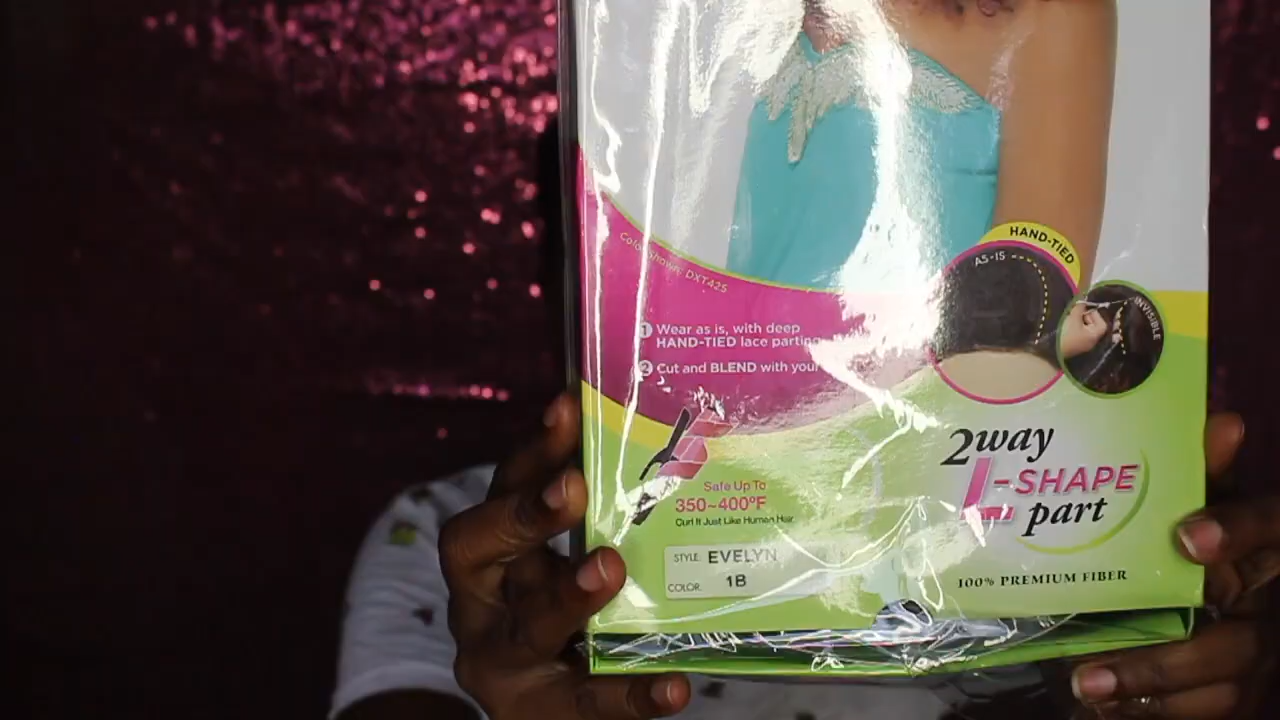 HAND-TIED
AS-IS
INVISIBLE
Color Shown: DXT425
1 Wear as is, with deep
HAND-TIED lace parting
2 Cut and BLEND with your
2way
L-SHAPE
part
Safe Up To
350~400°F
Curl It Just Like Human Hair
STYLE: EVELYN
COLOR: 1B
100% PREMIUM FIBER